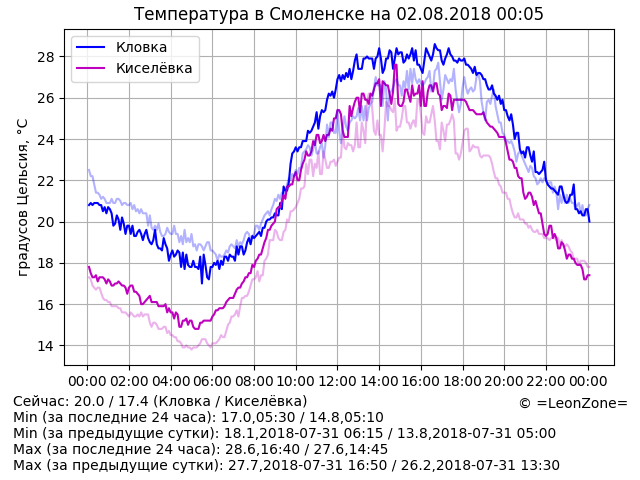 Температура в Смоленске на 02.08.2018 00:05
Кловка
Киселёвка
градусов Цельсия, °C
28
26
24
22
20
18
16
14
00:00 02:00 04:00 06:00 08:00 10:00 12:00 14:00 16:00 18:00 20:00 22:00 00:00
Сейчас: 20.0 / 17.4 (Кловка / Киселёвка)
© =LeonZone=
Min (за последние 24 часа): 17.0,05:30 / 14.8,05:10
Min (за предыдущие сутки): 18.1,2018-07-31 06:15 / 13.8,2018-07-31 05:00
Max (за последние 24 часа): 28.6,16:40 / 27.6,14:45
Max (за предыдущие сутки): 27.7,2018-07-31 16:50 / 26.2,2018-07-31 13:30